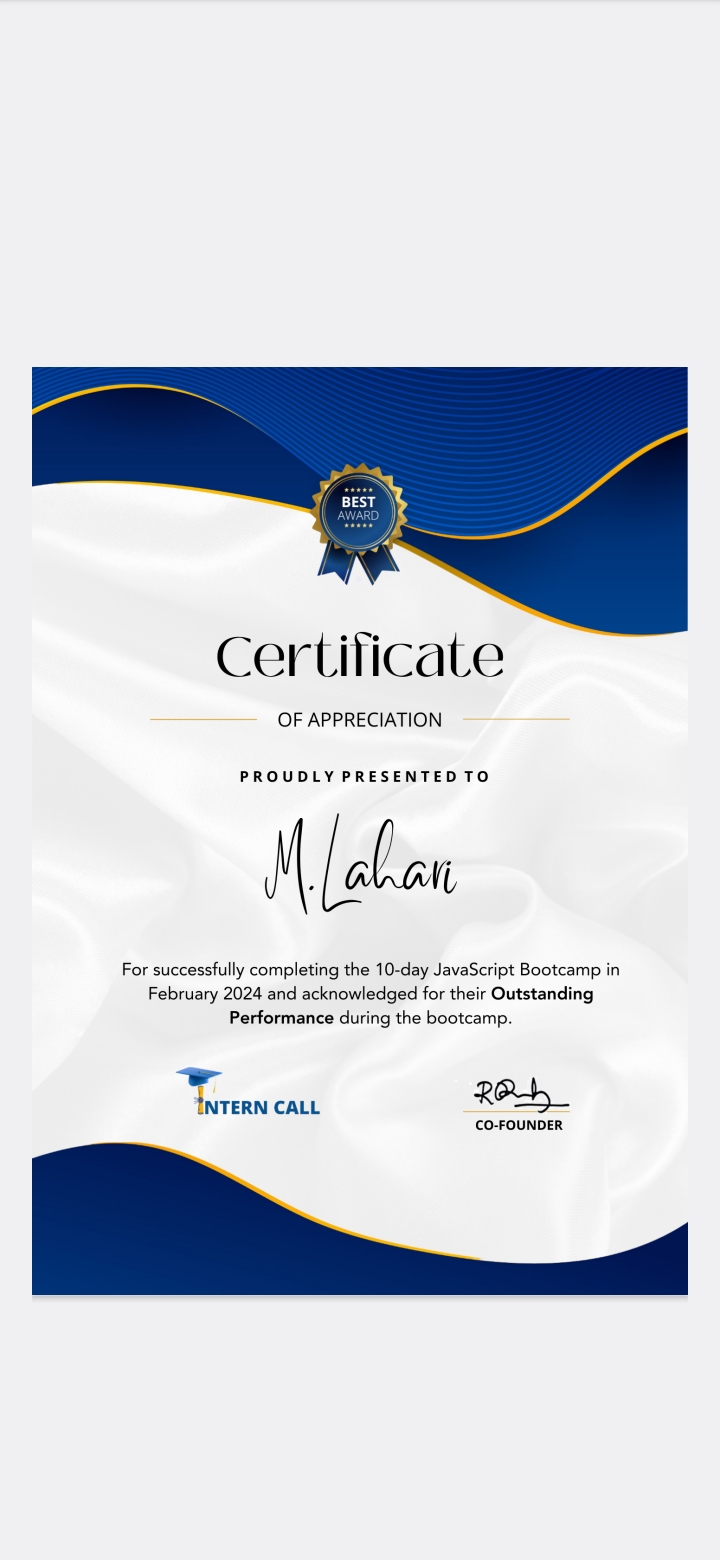 BEST
AWARD
Certificate
OF APPRECIATION
PROUDLY PRESENTED TO
M.Lahari
For successfully completing the 10-day JavaScript Bootcamp in
February 2024 and acknowledged for their Outstanding
Performance during the bootcamp.
INTERN CALL
CO-FOUNDER